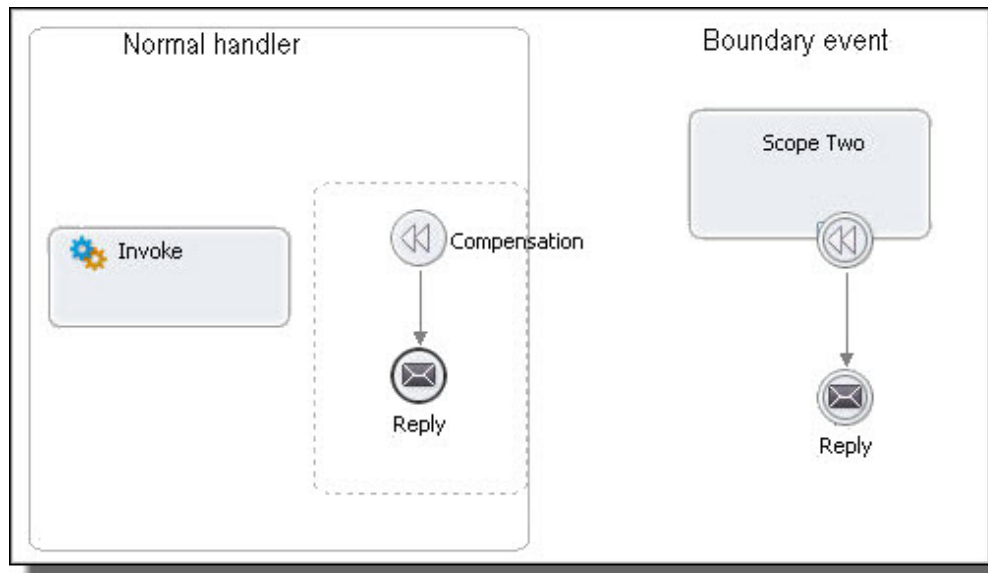 Normal handler
Boundary event
Scope Two
Invoke
Compensation
Reply
Reply